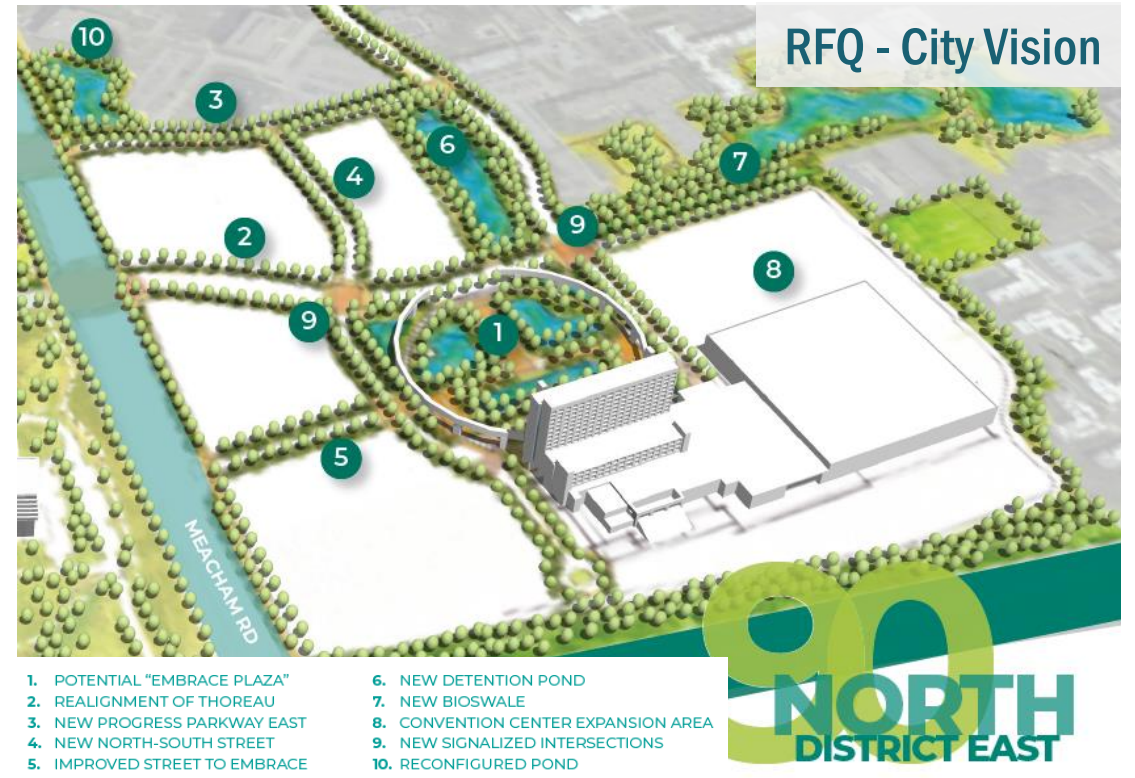 RFQ - City Vision
10
3
6
4
7
2
9
8
9
1
5
MEACHAM RD
1. POTENTIAL “EMBRACE PLAZA”
2. REALIGNMENT OF THOREAU
3. NEW PROGRESS PARKWAY EAST
4. NEW NORTH-SOUTH STREET
5. IMPROVED STREET TO EMBRACE
6. NEW DETENTION POND
7. NEW BIOSWALE
8. CONVENTION CENTER EXPANSION AREA
9. NEW SIGNALIZED INTERSECTIONS
10. RECONFIGURED POND
90
NORTH
DISTRICT EAST